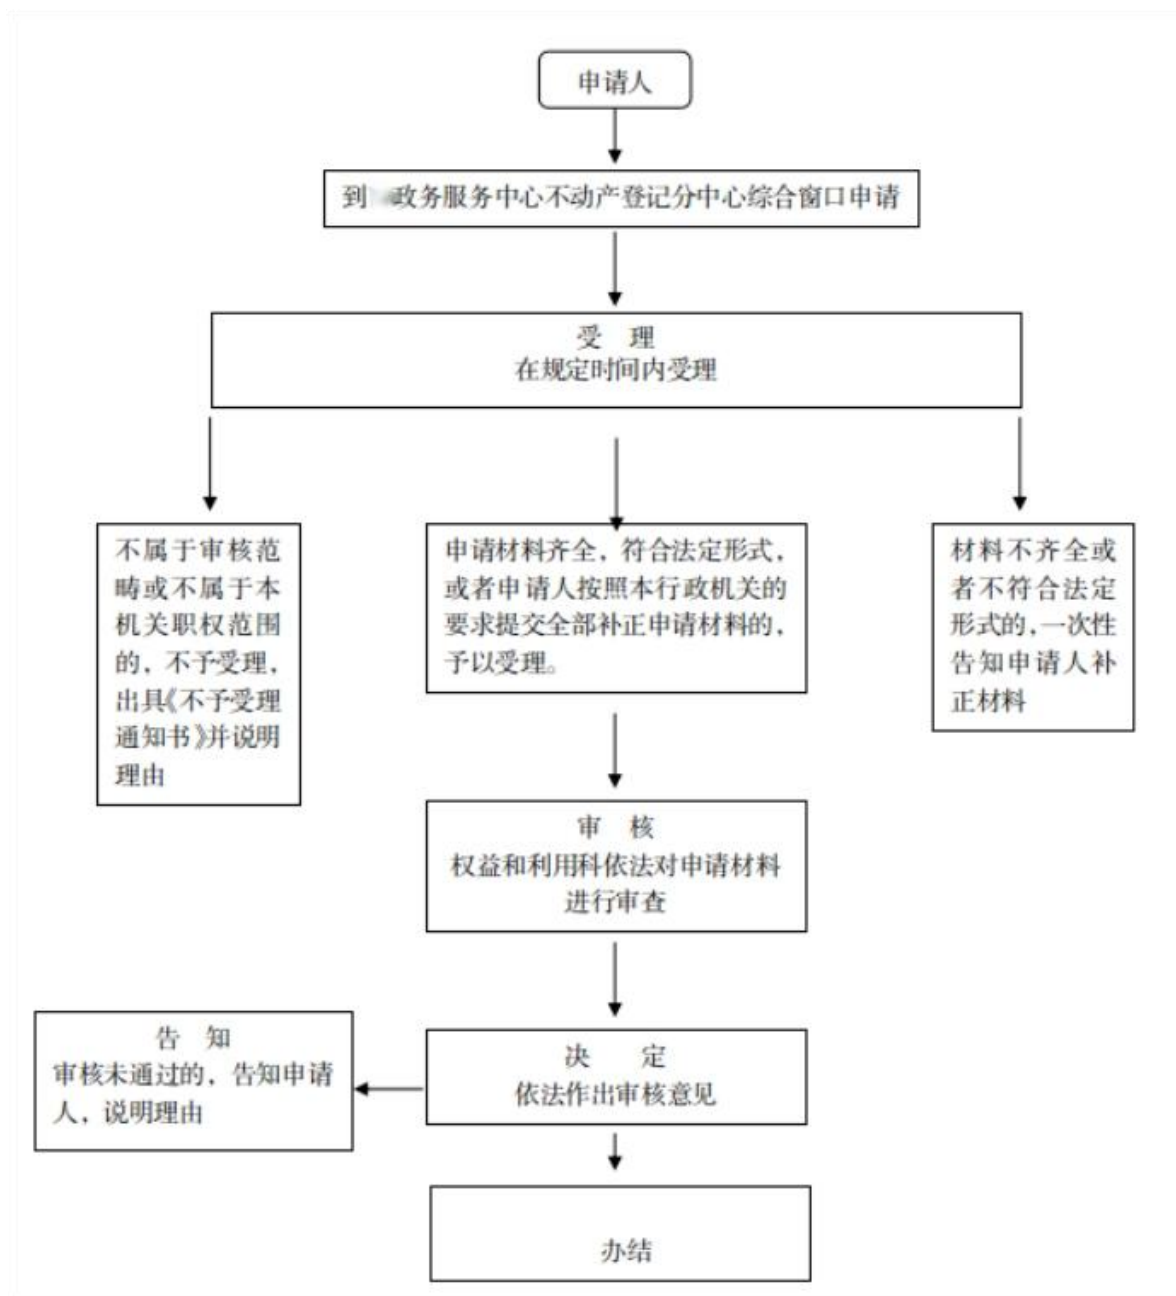 申请人
到 政务服务中心不动产登记分中心综合窗口申请
受 理
在规定时间内受理
不属于审核范
畴或不属于本
机关职权范围
的，不予受理，
出具《不予受理
通知书》并说明
理由
申请材料齐全，符合法定形式，
或者申请人按照本行政机关的
要求提交全部补正申请材料的，
予以受理。
材料不齐全或
者不符合法定
形式的，一次性
告知申请人补
正材料
审 核
权益和利用科依法对申请材料
进行审查
告 知
审核未通过的，告知申请
人，说明理由
决 定
依法作出审核意见
办结